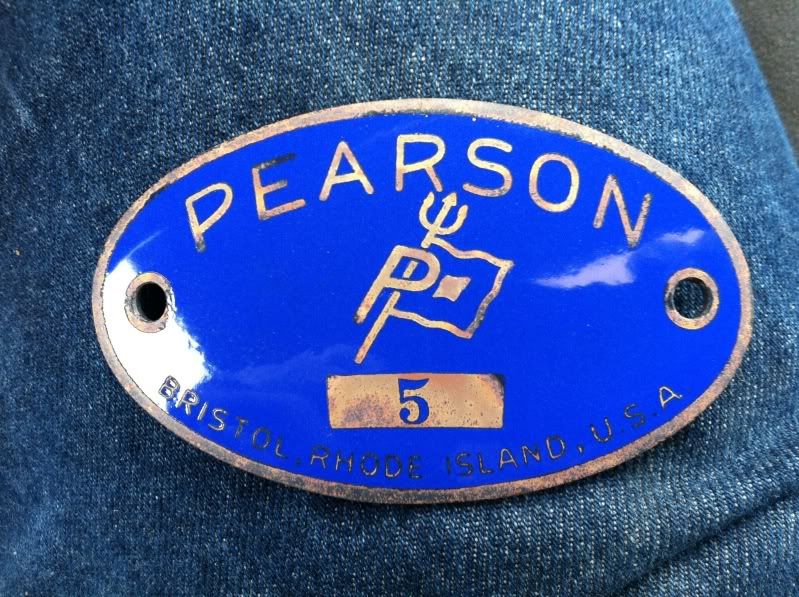 PEARSON
P
5
BRISTOL, RHODE ISLAND, U.S.A